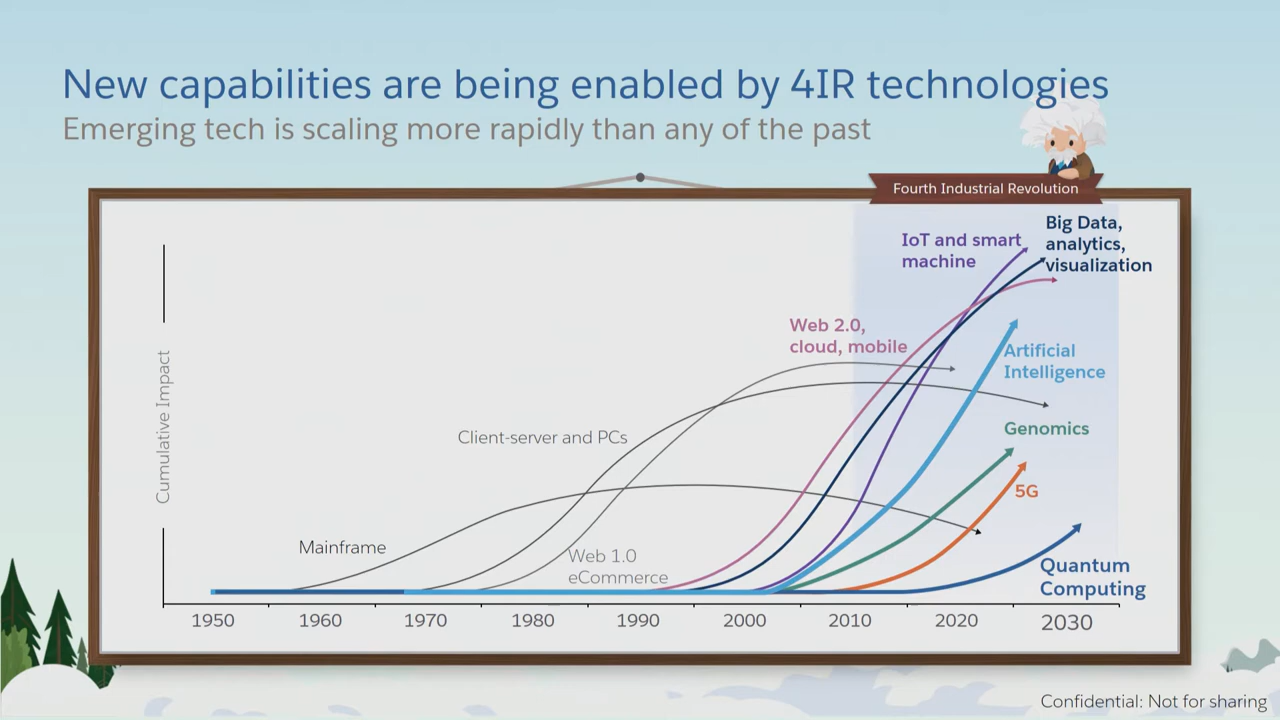 New capabilities are being enabled by 4IR technologies
Emerging tech is scaling more rapidly than any of the past
Fourth Industrial Revolution
Big Data,
analytics,
visualization
IoT and smart
machine
Web 2.0,
cloud, mobile
Artificial
Intelligence
Cumulative Impact
Client-server and PCs
Genomics
5G
Mainframe
Web 1.0
eCommerce
Quantum
Computing
1950 1960 1970 1980 1990 2000 2010 2020 2030
Confidential: Not for sharing